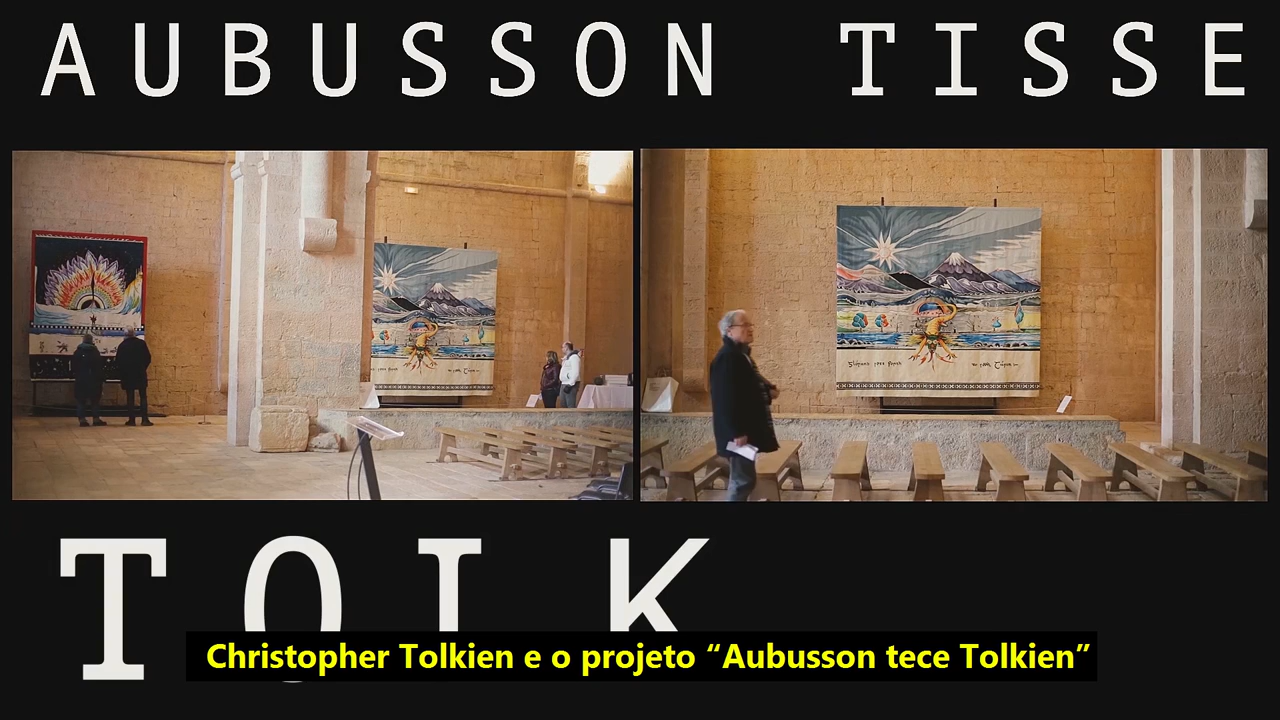 AUBUSSON TISSE
TOLK
Christopher Tolkien e o projeto “Aubusson tece Tolkien”